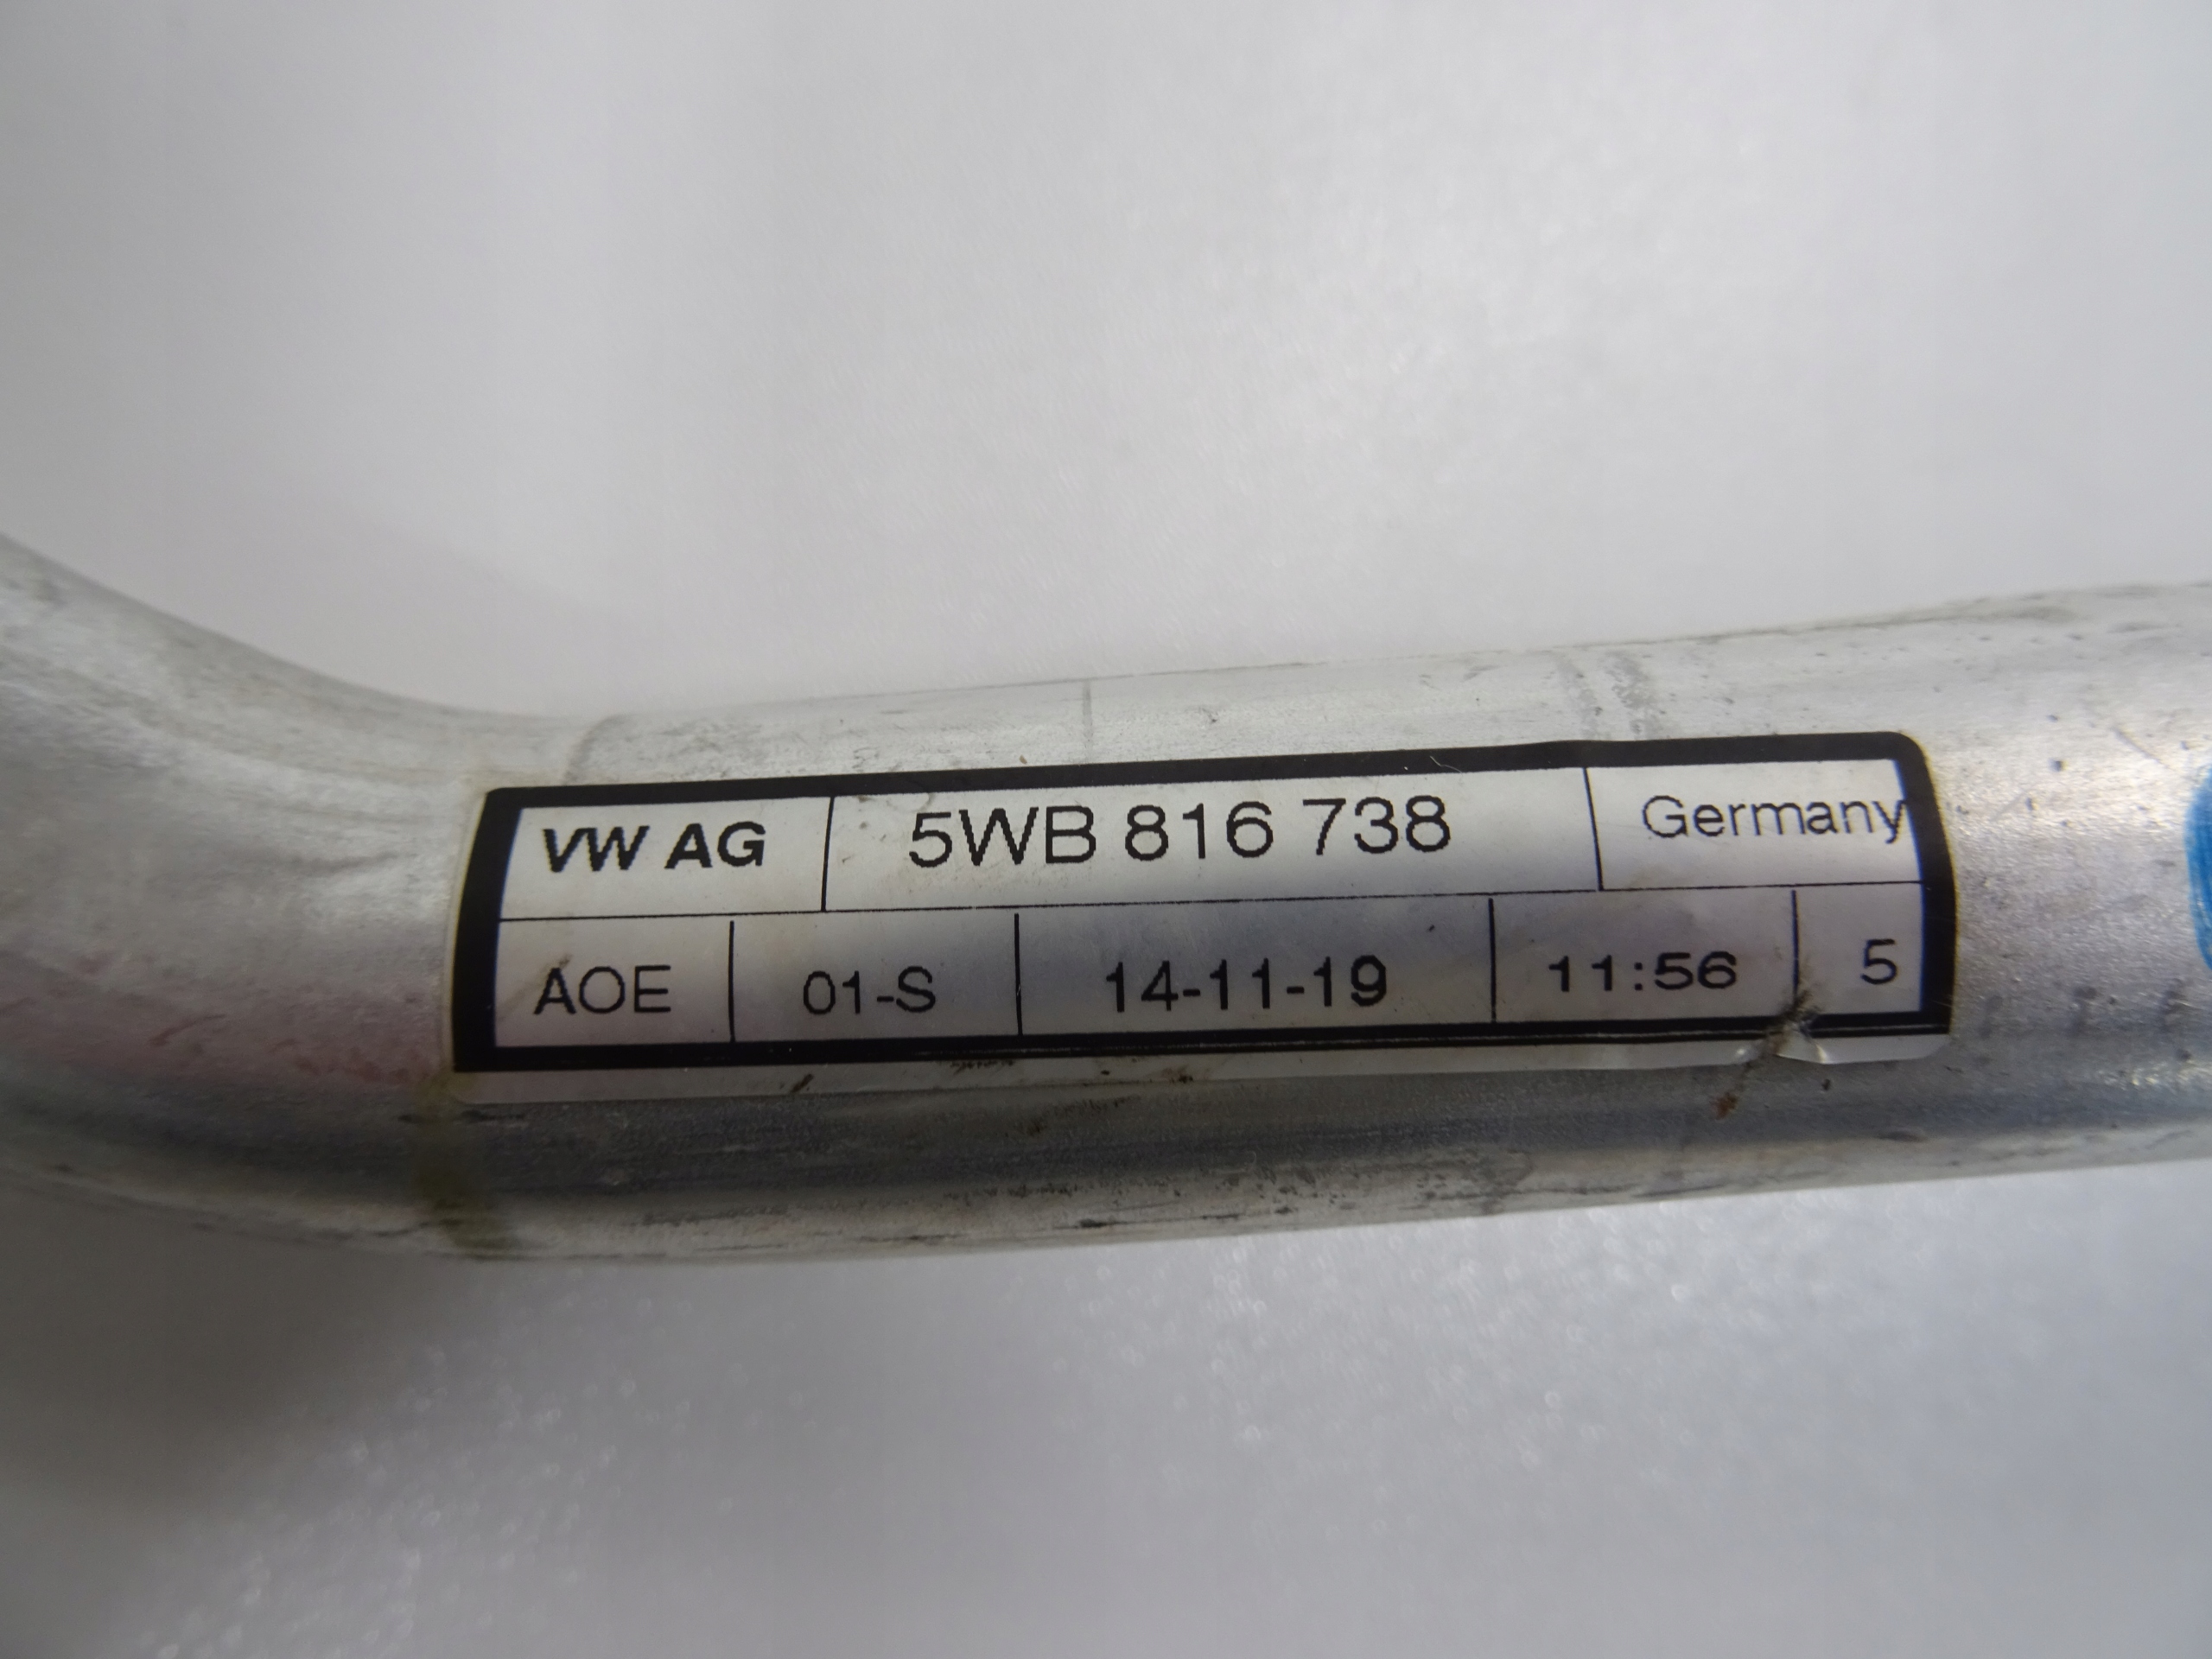 VW AG 5WB 816 738 Germany
AOE 01-S 14-11-19 11:56 5